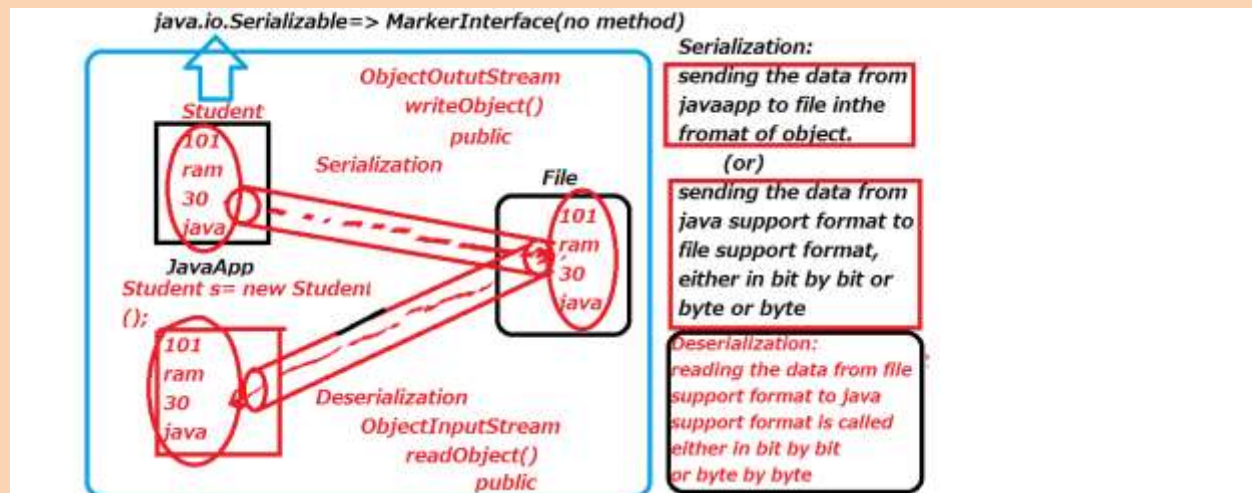 java.io.Serializable=> MarkerInterface(no method)
ObjectOututStream
writeObject()
public
Student
101
ram
30
java
JavaApp
Serialization
File
101
ram
30
java
Student s= new Student
();
101
ram
30
java
Deserialization
ObjectInputStream
readObject()
public
Serialization:
sending the data from
javaapp to file inthe
fromat of object.
(or)
sending the data from
java support format to
file support format,
either in bit by bit or
byte or byte
Deserialization:
reading the data from file
support format to java
support format is called
either in bit by bit
or byte by byte